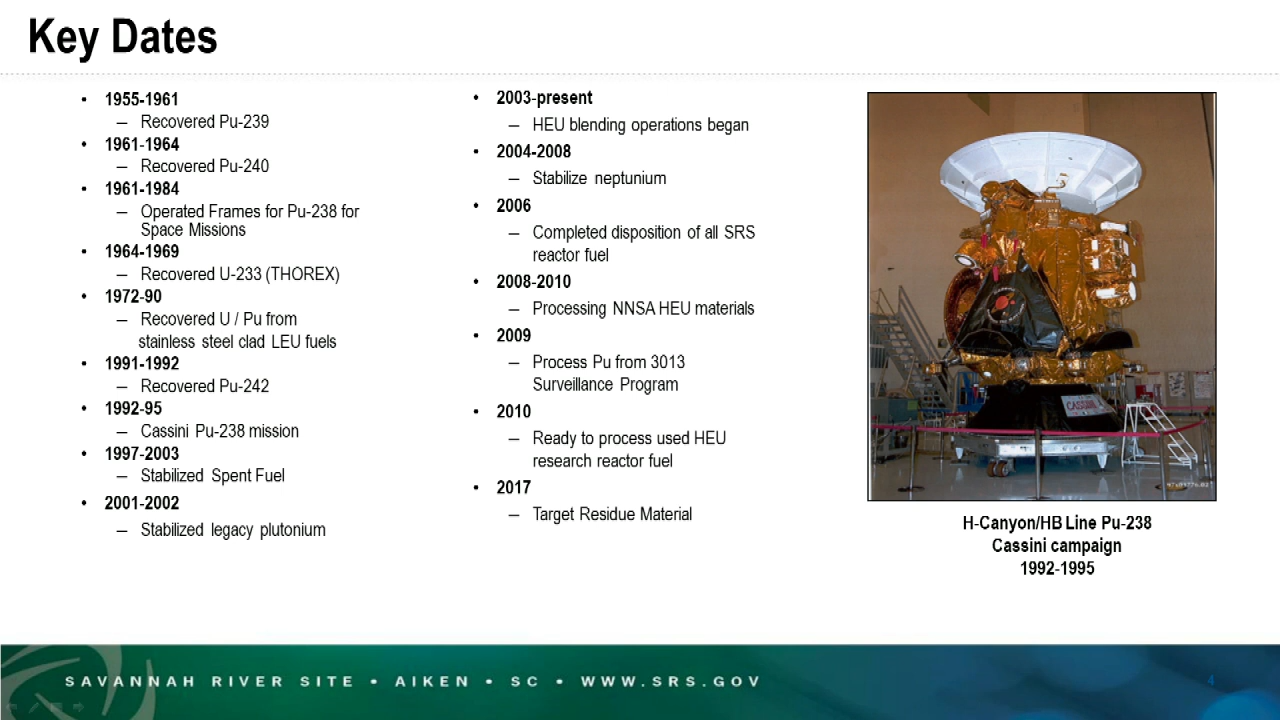 Key Dates
• 1955-1961
– Recovered Pu-239
• 1961-1964
– Recovered Pu-240
• 1961-1984
– Operated Frames for Pu-238 for
Space Missions
• 1964-1969
– Recovered U-233 (THOREX)
• 1972-90
– Recovered U / Pu from
stainless steel clad LEU fuels
• 1991-1992
– Recovered Pu-242
• 1992-95
– Cassini Pu-238 mission
• 1997-2003
– Stabilized Spent Fuel
• 2001-2002
– Stabilized legacy plutonium
• 2003-present
– HEU blending operations began
• 2004-2008
– Stabilize neptunium
• 2006
– Completed disposition of all SRS
reactor fuel
• 2008-2010
– Processing NNSA HEU materials
• 2009
– Process Pu from 3013
Surveillance Program
• 2010
– Ready to process used HEU
research reactor fuel
• 2017
– Target Residue Material
CASSINI
H-Canyon/HB Line Pu-238
Cassini campaign
1992-1995
SAVANNAH RIVER SITE • AIKEN • SC • WWW.SRS.GOV
4